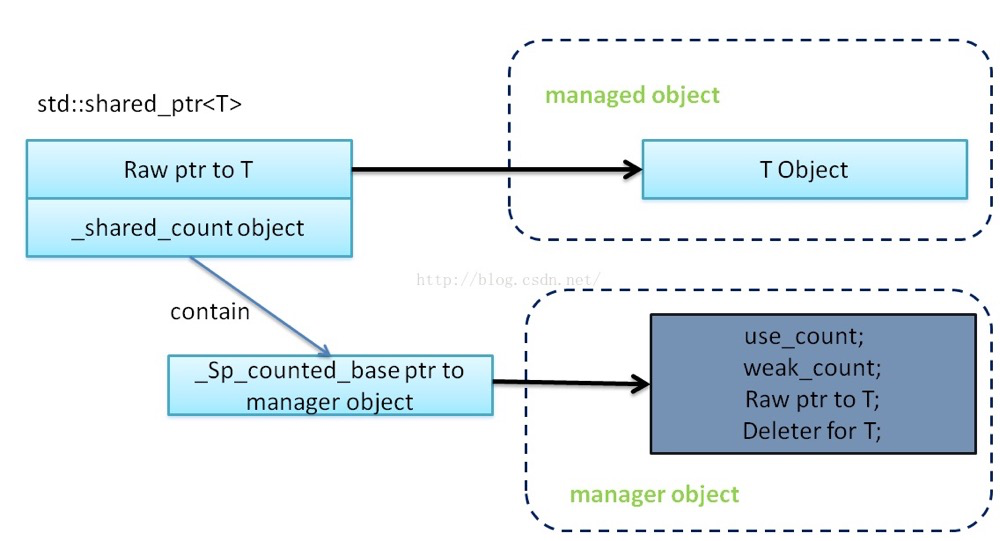 managed object
std::shared_ptr<T>
Raw ptr to T
T Object
_shared_count object
http://blog.csdn.net/
contain
use_count;
weak_count;
Raw ptr to T;
Deleter for T;
_Sp_counted_base ptr to
manager object
manager object